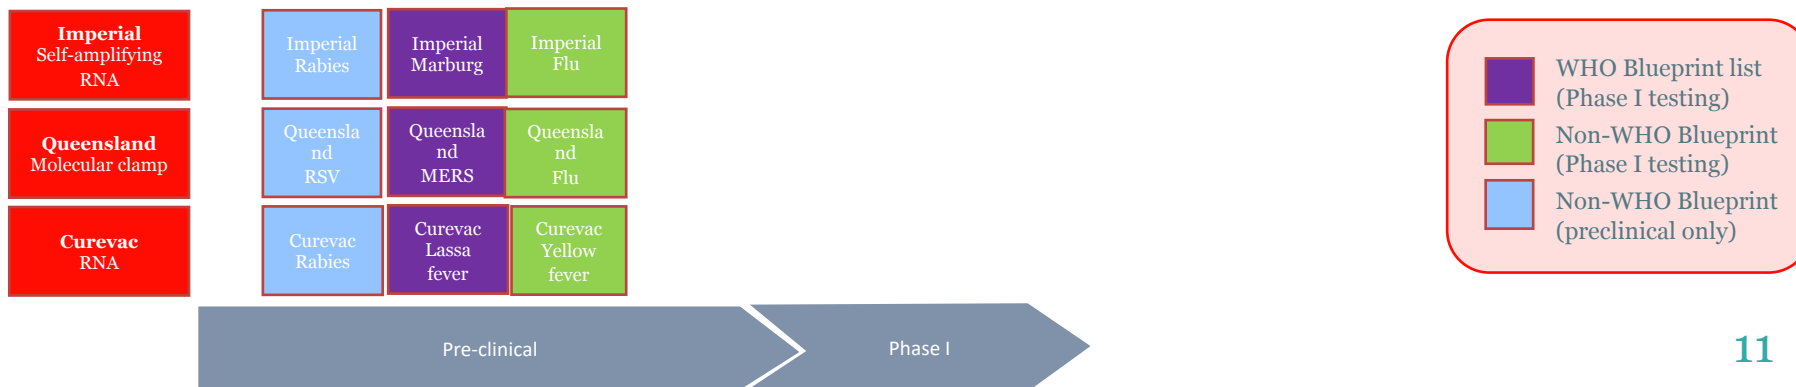 Imperial
Self-amplifying
RNA
Imperial
Rabies
Imperial
Marburg
Imperial
Flu
Queensland
Molecular clamp
Queensla
nd
RSV
Queensla
nd
MERS
Queensla
nd
Flu
Curevac
RNA
Curevac
Rabies
Curevac
Lassa
fever
Curevac
Yellow
fever
Pre-clinical
Phase I
WHO Blueprint list
(Phase I testing)
Non-WHO Blueprint
(Phase I testing)
Non-WHO Blueprint
(preclinical only)
11